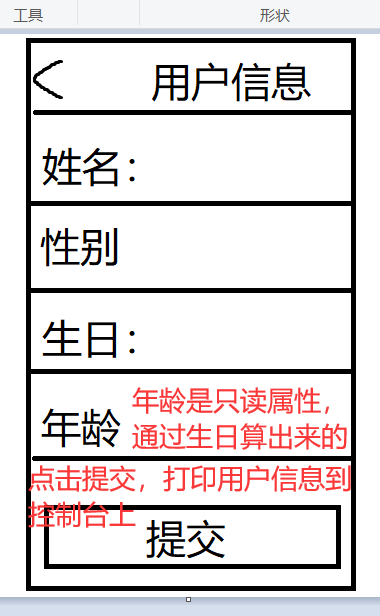 工具
形状
用户信息
姓名：
性别
生日：
年龄
年龄是只读属性，
通过生日算出来的
点击提交，打印用户信息到
控制台上
提交